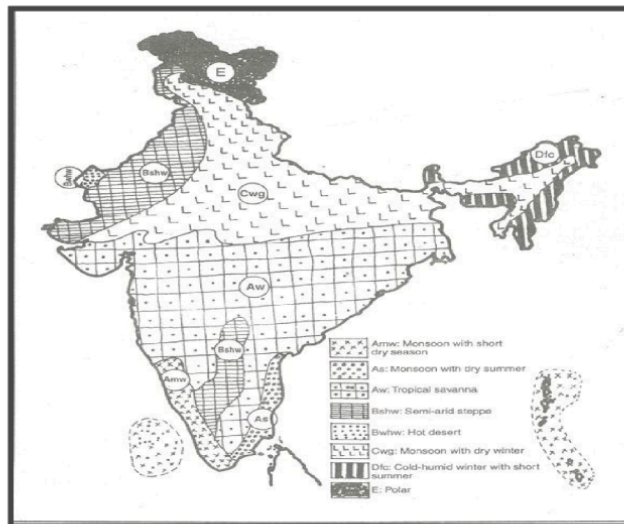 E
Dfc
Bwhw
Bshw
Cwg
Aw
Bshw
Amw
As
Amw: Monsoon with short
dry season
As: Monsoon with dry summer
Aw: Tropical savanna
Bshw: Semi-arid steppe
Bwhw: Hot desert
Cwg: Monsoon with dry winter
Dfc: Cold-humid winter with short
summer
E: Polar